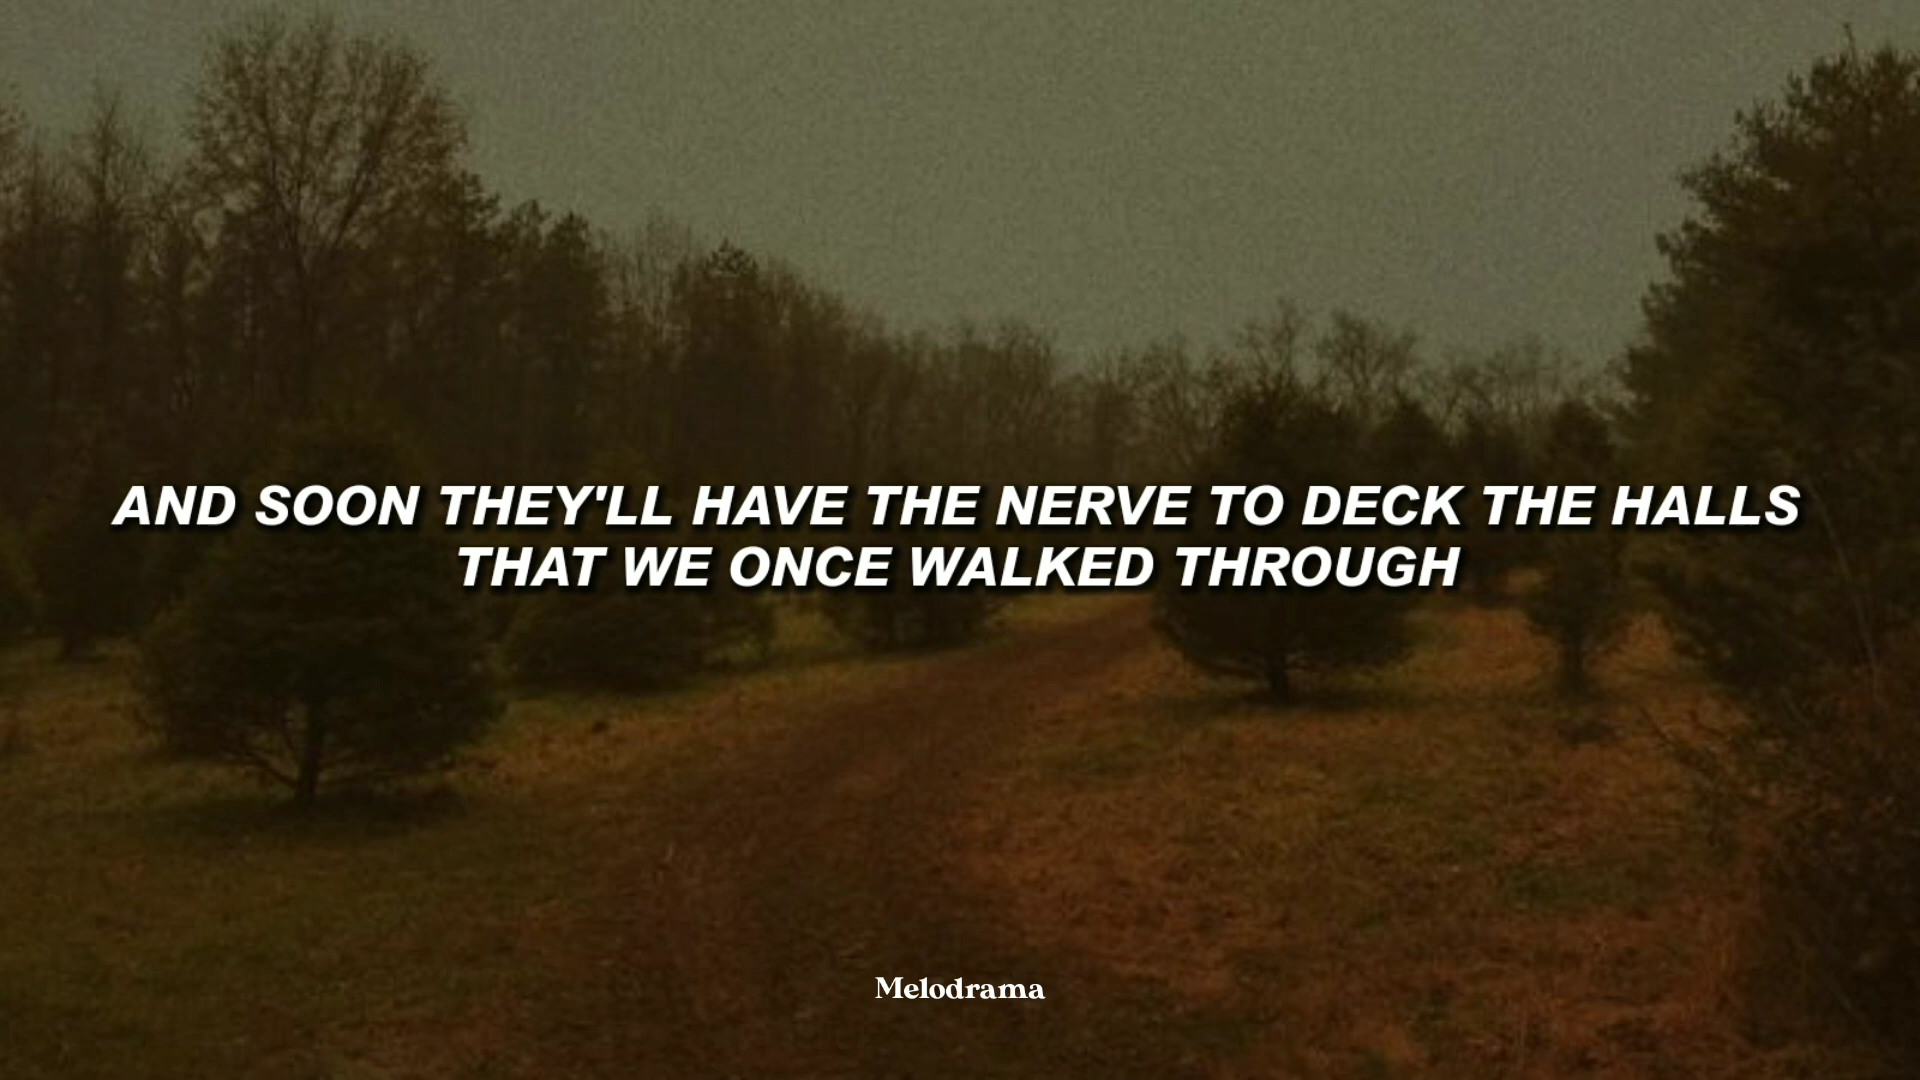 AND SOON THEY'LL HAVE THE NERVE TO DECK THE HALLS
THAT WE ONCE WALKED THROUGH
Melodrama